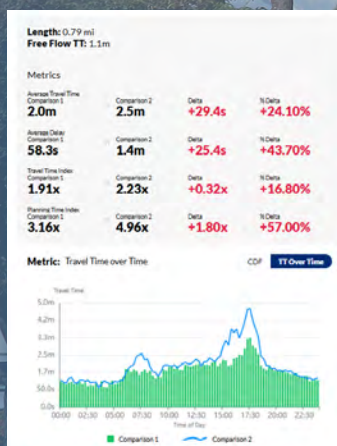 Length: 0.79 mi
Free Flow TT: 1.1m
Metrics
Average Travel Time
Comparison 1 Comparison 2 Delta % Delta
2.0m 2.5m +29.4s +24.10%
Average Delay
Comparison 1 Comparison 2 Delta % Delta
58.3s 1.4m +25.4s +43.70%
Travel Time Index
Comparison 1 Comparison 2 Delta % Delta
1.91x 2.23x +0.32x +16.80%
Planning Time Index
Comparison 1 Comparison 2 Delta % Delta
3.16x 4.96x +1.80x +57.00%
Metric: Travel Time over Time CDF TT Over Time
Travel Time
5.0m
4.2m
3.3m
2.5m
1.7m
50.0s
0.0s
00:00 02:30 05:00 07:30 10:00 12:30 15:00 17:30 20:00 22:30
Time of Day
Comparison 1 Comparison 2